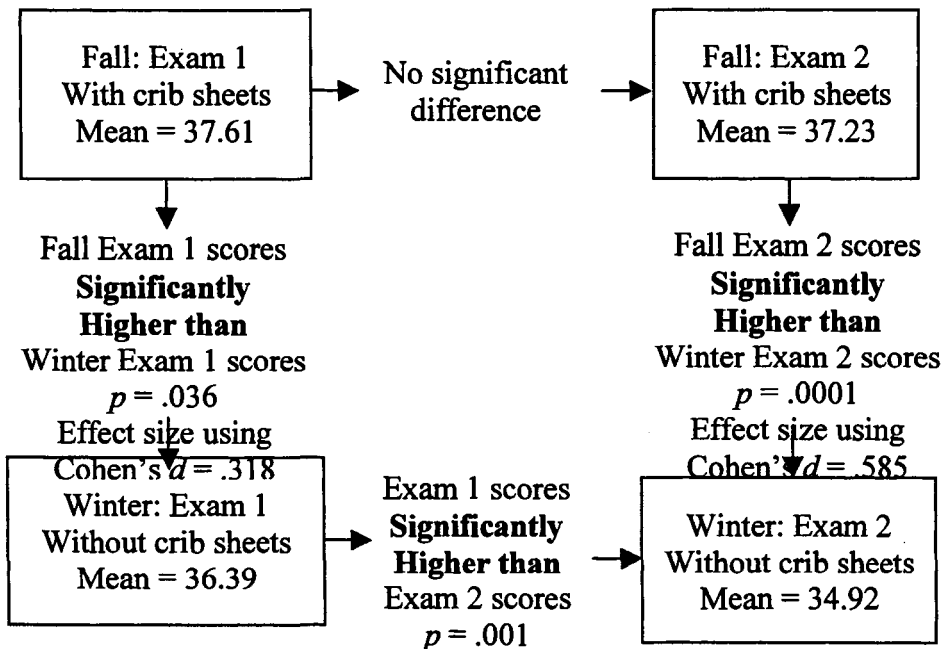 Fall: Exam 1
With crib sheets
Mean = 37.61
No significant
difference
Fall: Exam 2
With crib sheets
Mean = 37.23
Fall Exam 1 scores
Significantly
Higher than
Winter Exam 1 scores
p = .036
Effect size using
Cohen's d = .318
Fall Exam 2 scores
Significantly
Higher than
Winter Exam 2 scores
p = .0001
Effect size using
Cohen's d = .585
Winter: Exam 1
Without crib sheets
Mean = 36.39
Exam 1 scores
Significantly
Higher than
Exam 2 scores
p = .001
Winter: Exam 2
Without crib sheets
Mean = 34.92